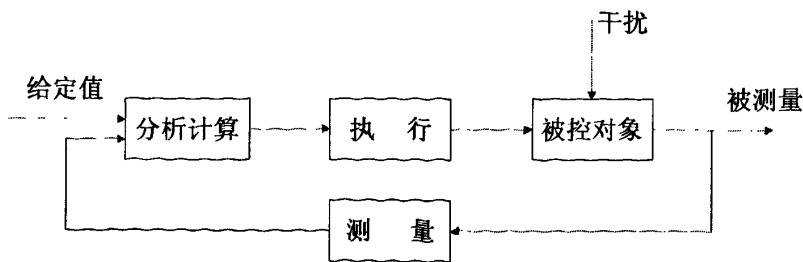 干扰
给定值
被测量
分析计算
执 行
被控对象
测 量